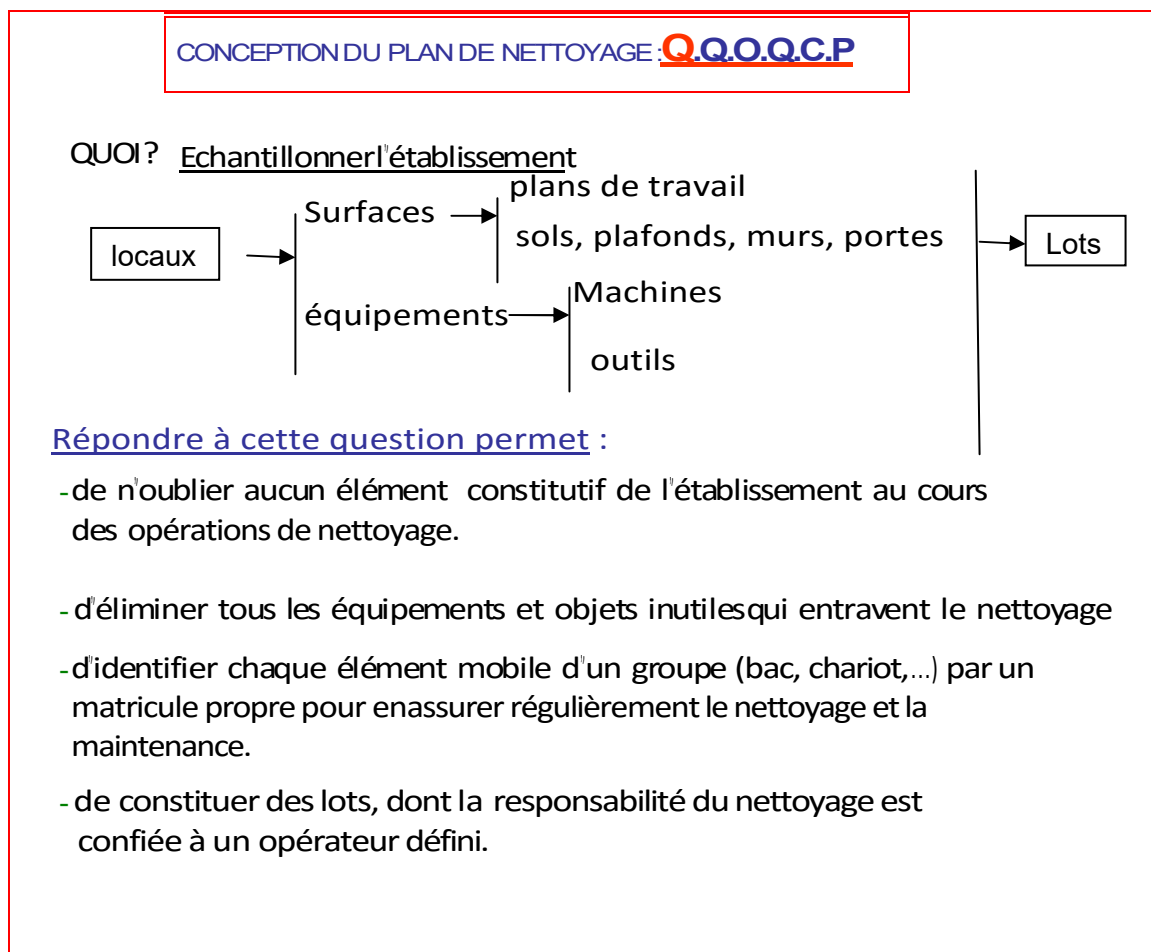 CONCEPTION DU PLAN DE NETTOYAGE : Q.Q.O.Q.C.P
QUOI ? Echantillonner l'établissement
plans de travail
Surfaces
sols, plafonds, murs, portes
locaux
Lots
Machines
équipements
outils
Répondre à cette question permet :
- de n'oublier aucun élément constitutif de l'établissement au cours
des opérations de nettoyage.
- d'éliminer tous les équipements et objets inutiles qui entravent le nettoyage
- d'identifier chaque élément mobile d'un groupe (bac, chariot,...) par un
matricule propre pour en assurer régulièrement le nettoyage et la
maintenance.
- de constituer des lots, dont la responsabilité du nettoyage est
confiée à un opérateur défini.